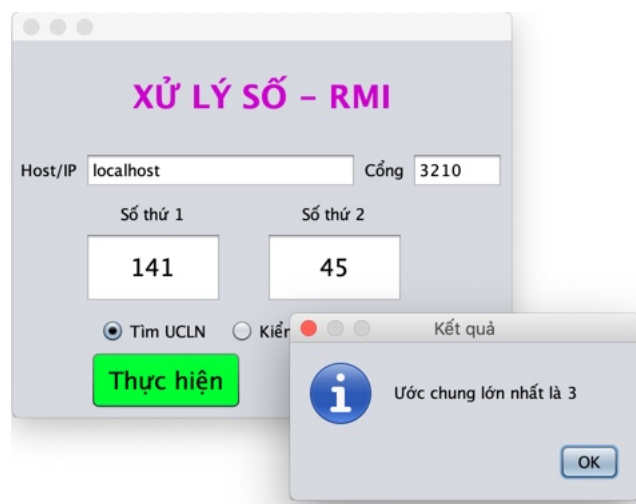 XỬ LÝ SỐ – RMI
Host/IP localhost Cổng 3210
Số thứ 1 Số thứ 2
141 45
Tìm UCLN
Thực hiện
Kết quả
Ước chung lớn nhất là 3
OK